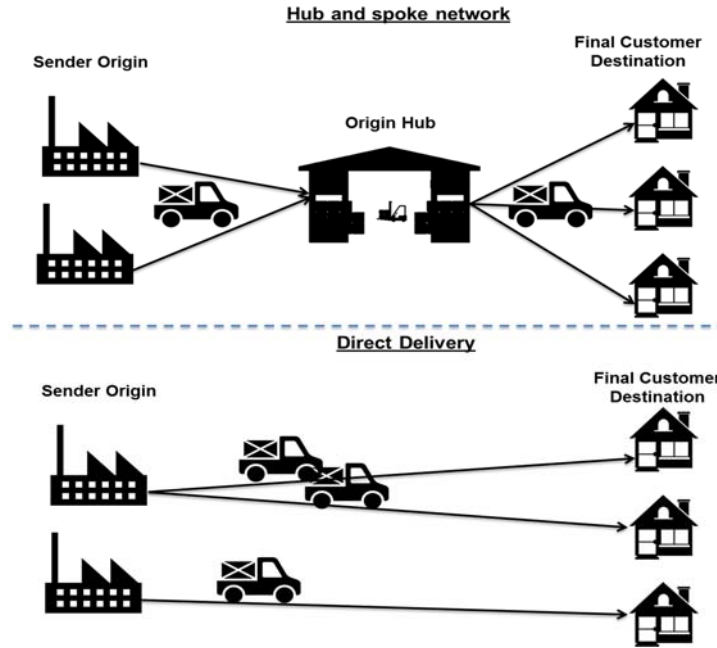 Hub and spoke network
Sender Origin
Final Customer
Destination
Origin Hub
Direct Delivery
Sender Origin
Final Customer
Destination